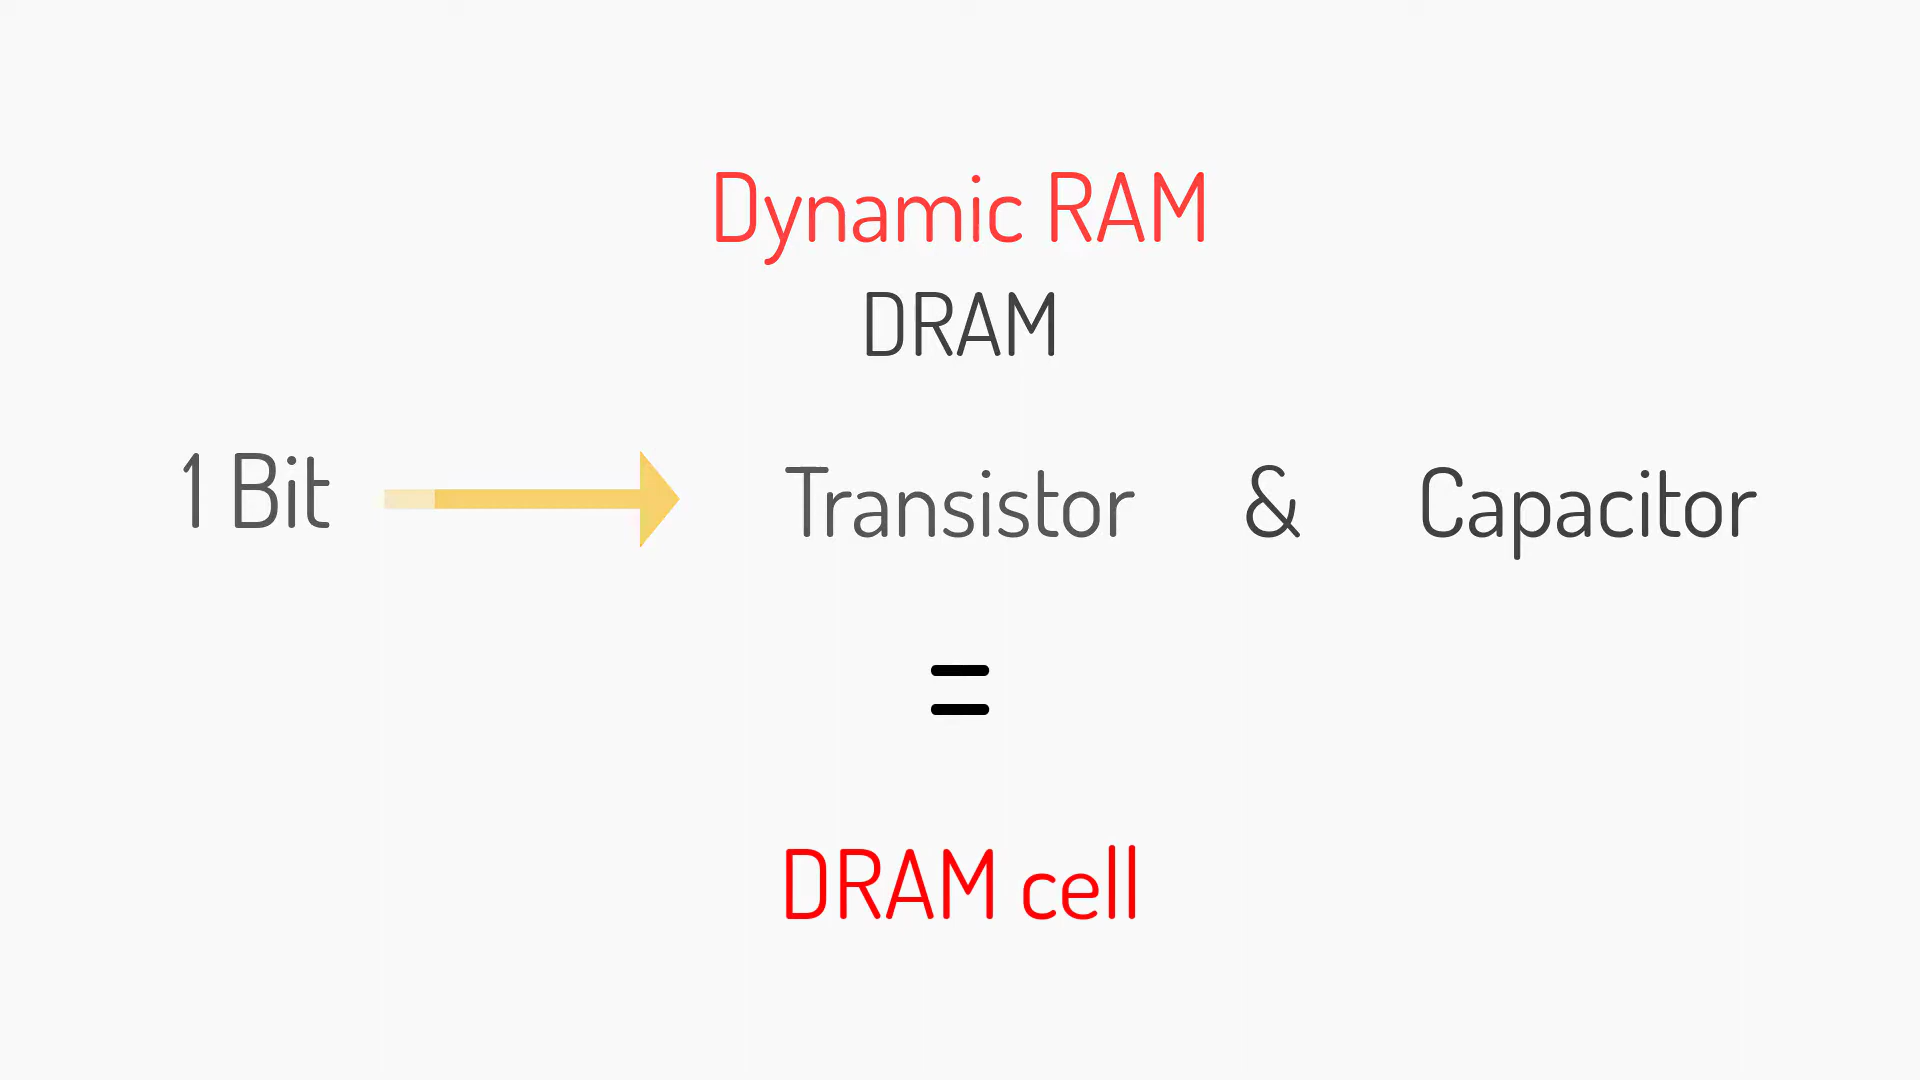 Dynamic RAM
DRAM
1 Bit Transistor & Capacitor
=
DRAM cell